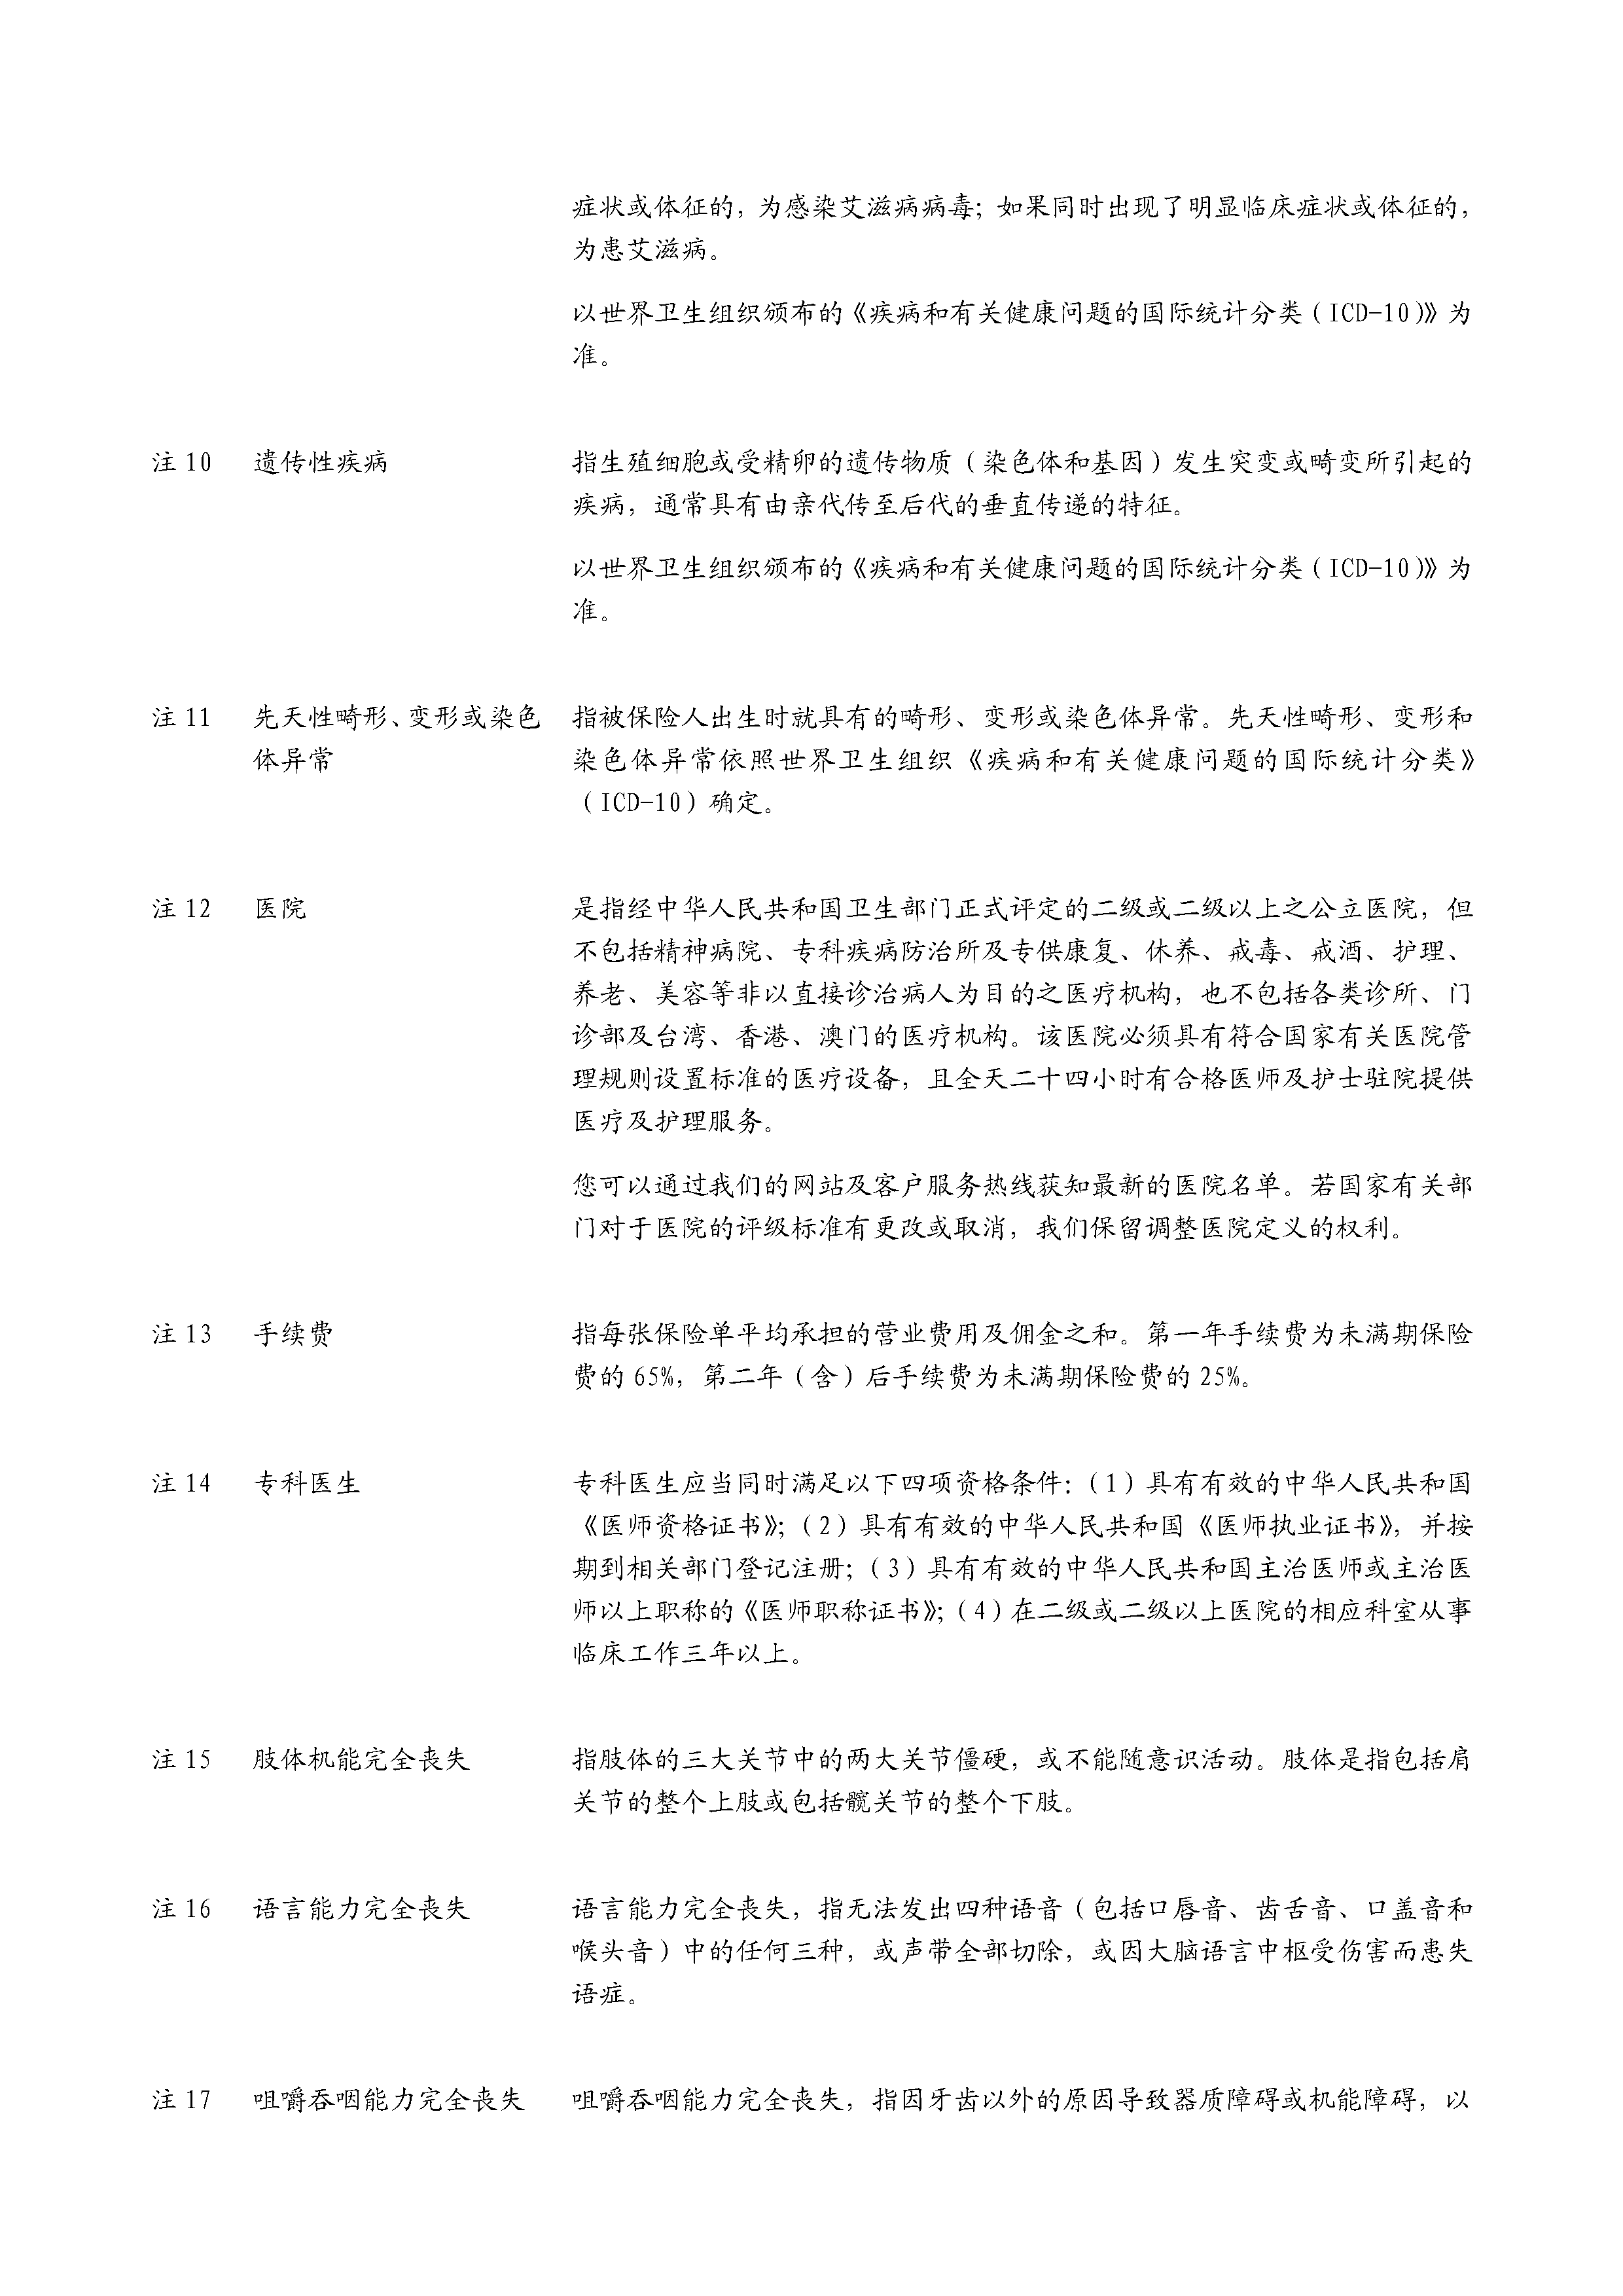 症状或体征的，为感染艾滋病病毒；如果同时出现了明显临床症状或体征的，
为患艾滋病。
以世界卫生组织颁布的《疾病和有关健康问题的国际统计分类（ICD-10）》为
准。
注 10 遗传性疾病 指生殖细胞或受精卵的遗传物质（染色体和基因）发生突变或畸变所引起的
疾病，通常具有由亲代传至后代的垂直传递的特征。
以世界卫生组织颁布的《疾病和有关健康问题的国际统计分类（ICD-10）》为
准。
注 11 先天性畸形、变形或染色 指被保险人出生时就具有的畸形、变形或染色体异常。先天性畸形、变形和
体异常 染色体异常依照世界卫生组织《疾病和有关健康问题的国际统计分类》
（ICD-10）确定。
注 12 医院 是指经中华人民共和国卫生部门正式评定的二级或二级以上之公立医院，但
不包括精神病院、专科疾病防治所及专供康复、休养、戒毒、戒酒、护理、
养老、美容等非以直接诊治病人为目的之医疗机构，也不包括各类诊所、门
诊部及台湾、香港、澳门的医疗机构。该医院必须具有符合国家有关医院管
理规则设置标准的医疗设备，且全天二十四小时有合格医师及护士驻院提供
医疗及护理服务。
您可以通过我们的网站及客户服务热线获知最新的医院名单。若国家有关部
门对于医院的评级标准有更改或取消，我们保留调整医院定义的权利。
注 13 手续费 指每张保险单平均承担的营业费用及佣金之和。第一年手续费为未满期保险
费的 65%，第二年（含）后手续费为未满期保险费的 25%。
注 14 专科医生 专科医生应当同时满足以下四项资格条件：（1）具有有效的中华人民共和国
《医师资格证书》；（2）具有有效的中华人民共和国《医师执业证书》，并按
期到相关部门登记注册；（3）具有有效的中华人民共和国主治医师或主治医
师以上职称的《医师职称证书》；（4）在二级或二级以上医院的相应科室从事
临床工作三年以上。
注 15 肢体机能完全丧失 指肢体的三大关节中的两大关节僵硬，或不能随意识活动。肢体是指包括肩
关节的整个上肢或包括髋关节的整个下肢。
注 16 语言能力完全丧失 语言能力完全丧失，指无法发出四种语音（包括口唇音、齿舌音、口盖音和
喉头音）中的任何三种，或声带全部切除，或因大脑语言中枢受伤害而患失
语症。
注 17 咀嚼吞咽能力完全丧失 咀嚼吞咽能力完全丧失，指因牙齿以外的原因导致器质障碍或机能障碍，以